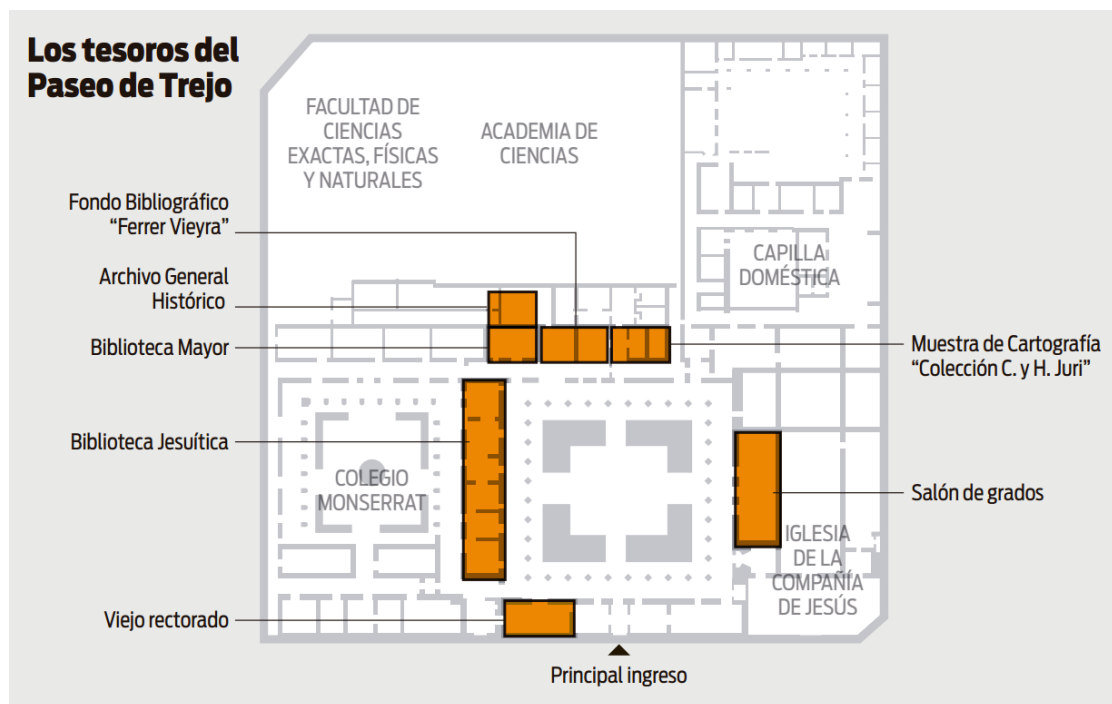 Los tesoros del
Paseo de Trejo
FACULTAD DE
CIENCIAS
EXACTAS, FÍSICAS
Y NATURALES
ACADEMIA DE
CIENCIAS
Fondo Bibliográfico
“Ferrer Vieyra”
CAPILLA
DOMÉSTICA
Archivo General
Histórico
Biblioteca Mayor
Muestra de Cartografía
“Colección C. y H. Juri”
Biblioteca Jesuítica
COLEGIO
MONSERRAT
Salón de grados
IGLESIA
DE LA
COMPAÑÍA
DE JESÚS
Viejo rectorado
Principal ingreso